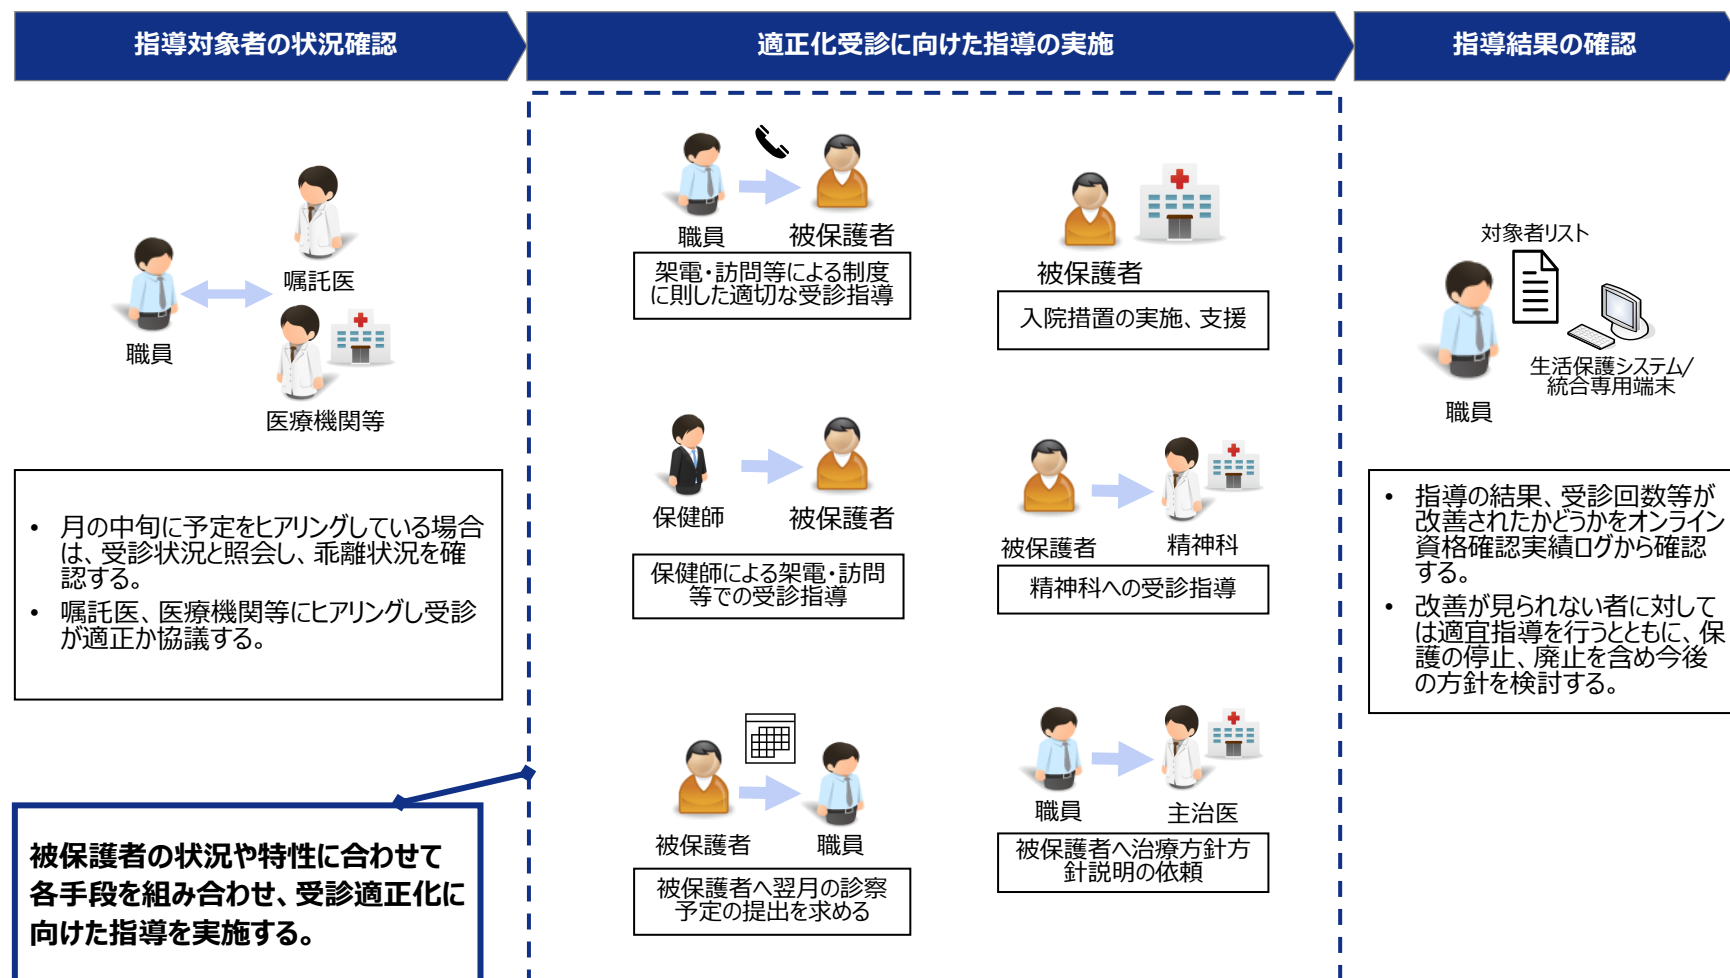 指導対象者の状況確認
適正化受診に向けた指導の実施
指導結果の確認
嘱託医
職員
医療機関等
• 月の中旬に予定をヒアリングしている場合
は、受診状況と照会し、乖離状況を確
認する。
• 嘱託医、医療機関等にヒアリングし受診
が適正か協議する。
被保護者の状況や特性に合わせて
各手段を組み合わせ、受診適正化に
向けた指導を実施する。
職員
被保護者
架電・訪問等による制度
に則した適切な受診指導
被保護者
入院措置の実施、支援
保健師
被保護者
保健師による架電・訪問
等での受診指導
被保護者
精神科
精神科への受診指導
被保護者
職員
被保護者へ翌月の診察
予定の提出を求める
職員
主治医
被保護者へ治療方針方
針説明の依頼
対象者リスト
生活保護システム/
統合専用端末
職員
• 指導の結果、受診回数等が
改善されたかどうかをオンライン
資格確認実績ログから確認
する。
• 改善が見られない者に対して
は適宜指導を行うとともに、保
護の停止、廃止を含め今後
の方針を検討する。